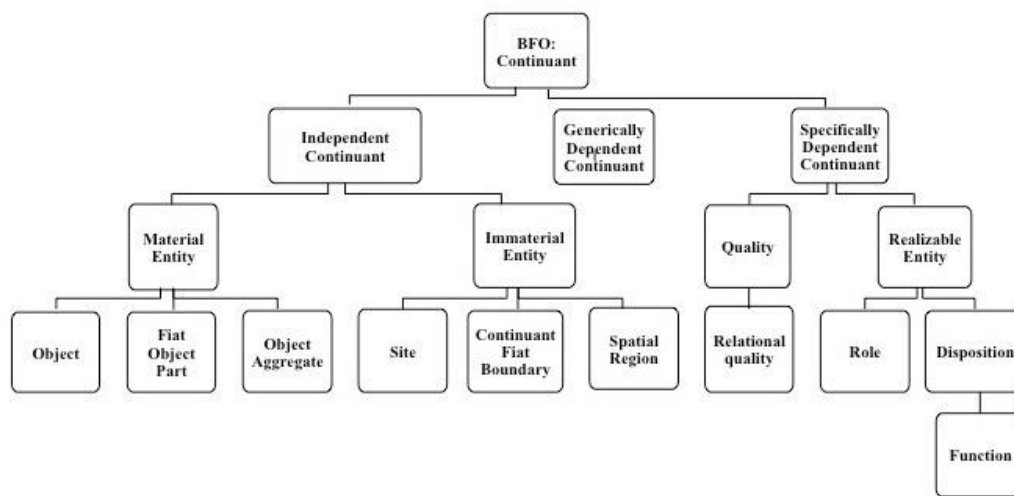 BFO:
Continuant
Independent
Continuant
Generically
Dependent
Continuant
Specifically
Dependent
Continuant
Material
Entity
Immaterial
Entity
Quality
Realizable
Entity
Object
Fiat
Object
Part
Object
Aggregate
Site
Continuant
Fiat
Boundary
Spatial
Region
Relational
quality
Role
Disposition
Function